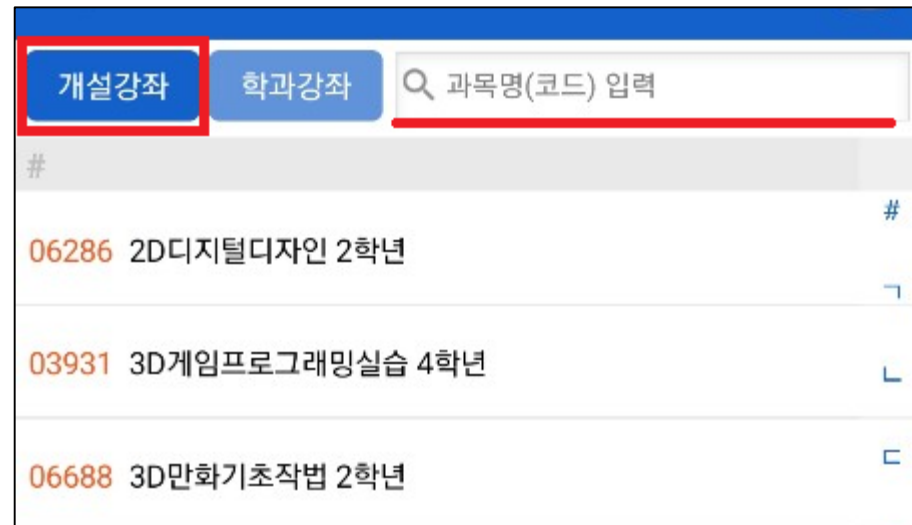 개설강좌 학과강좌 과목명(코드) 입력
#
#
06286 2D디지털디자인 2학년
ㄱ
03931 3D게임프로그래밍실습 4학년
ㄴ
ㄷ
06688 3D만화기초작법 2학년